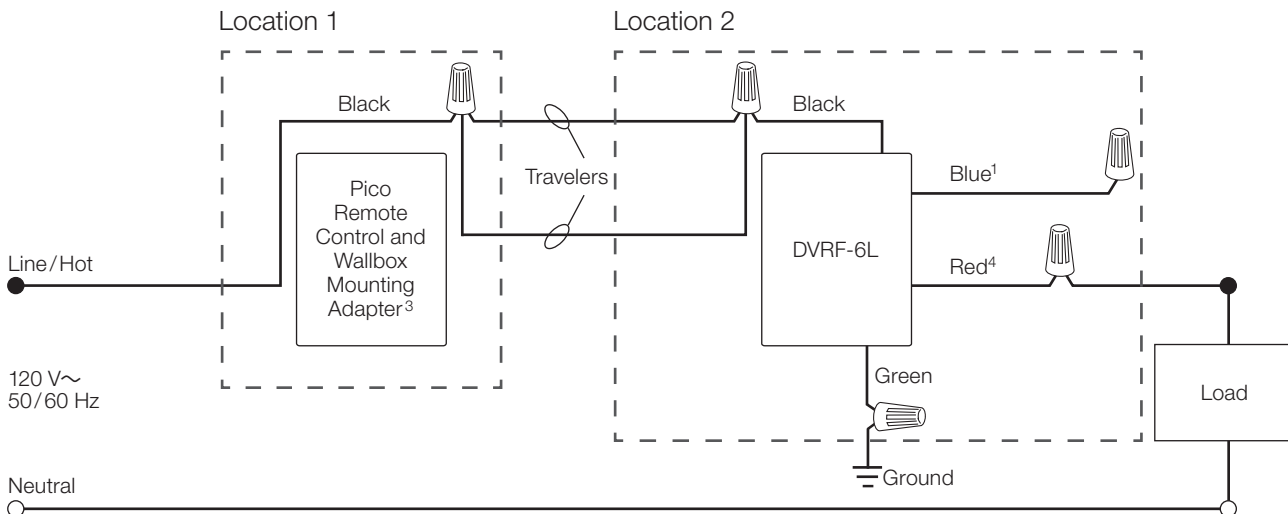 Location 1
Location 2
Black
Black
Travelers
Blue¹
Pico
Remote
Control and
Wallbox
Mounting
Adapter³
DVRF-6L
Line/Hot
Red⁴
120 V~
50/60 Hz
Green
Load
Ground
Neutral